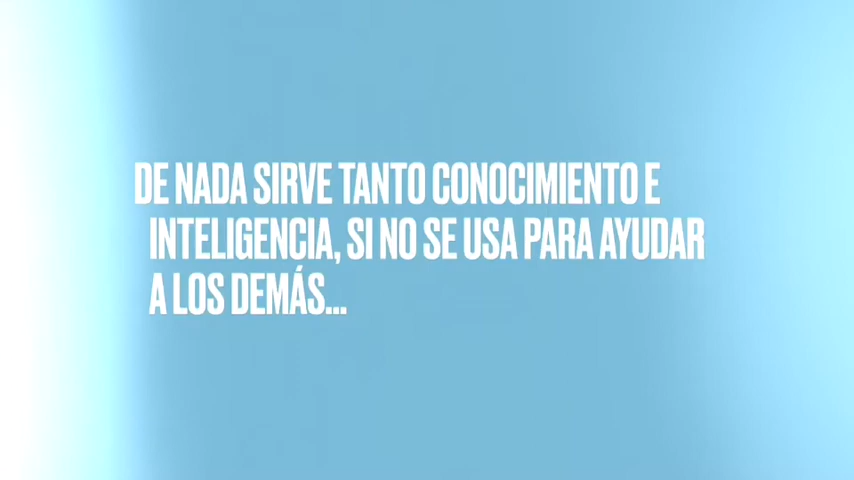 DE NADA SIRVE TANTO CONOCIMIENTO E
INTELIGENCIA, SI NO SE USA PARA AYUDAR
A LOS DEMÁS...